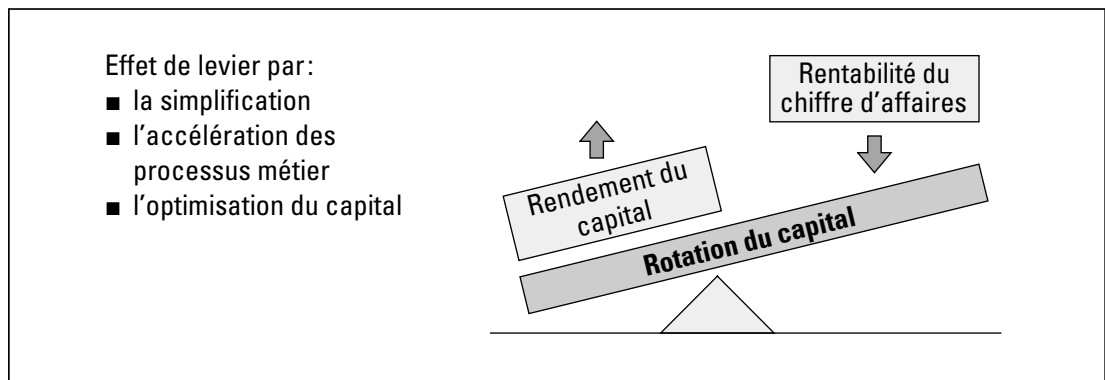 Effet de levier par :
■ la simplification
■ l'accélération des
processus métier
■ l'optimisation du capital
Rentabilité du
chiffre d'affaires
Rendement du
capital
Rotation du capital